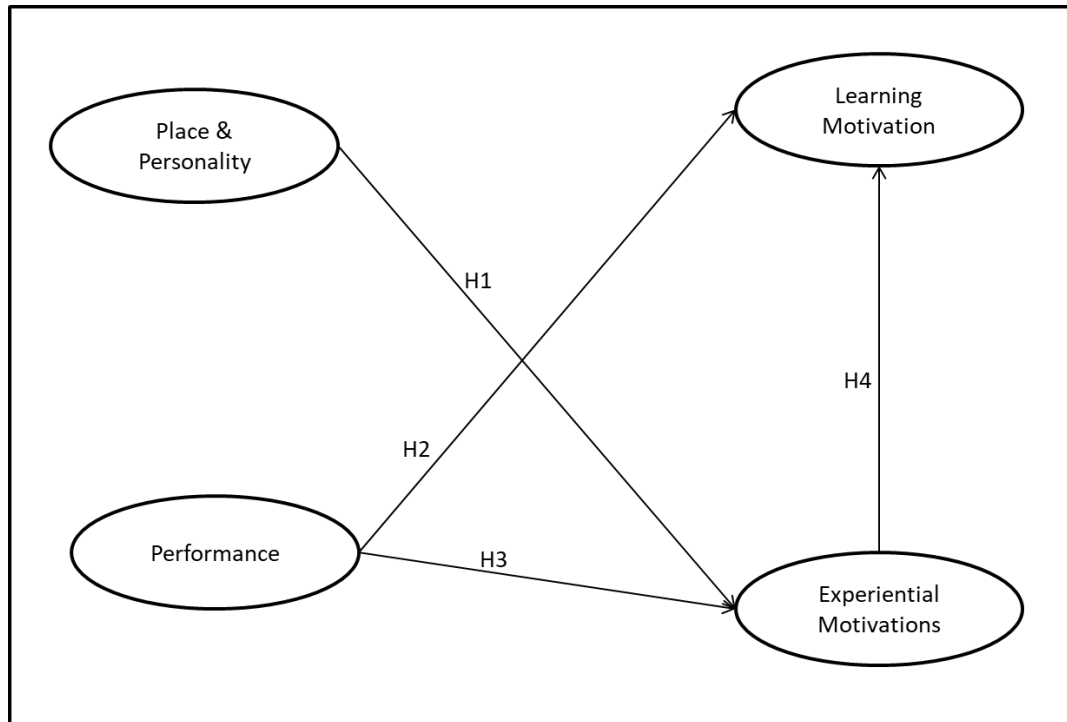 Place &
Personality
Learning
Motivation
H1
H2
H4
Performance
H3
Experiential
Motivations